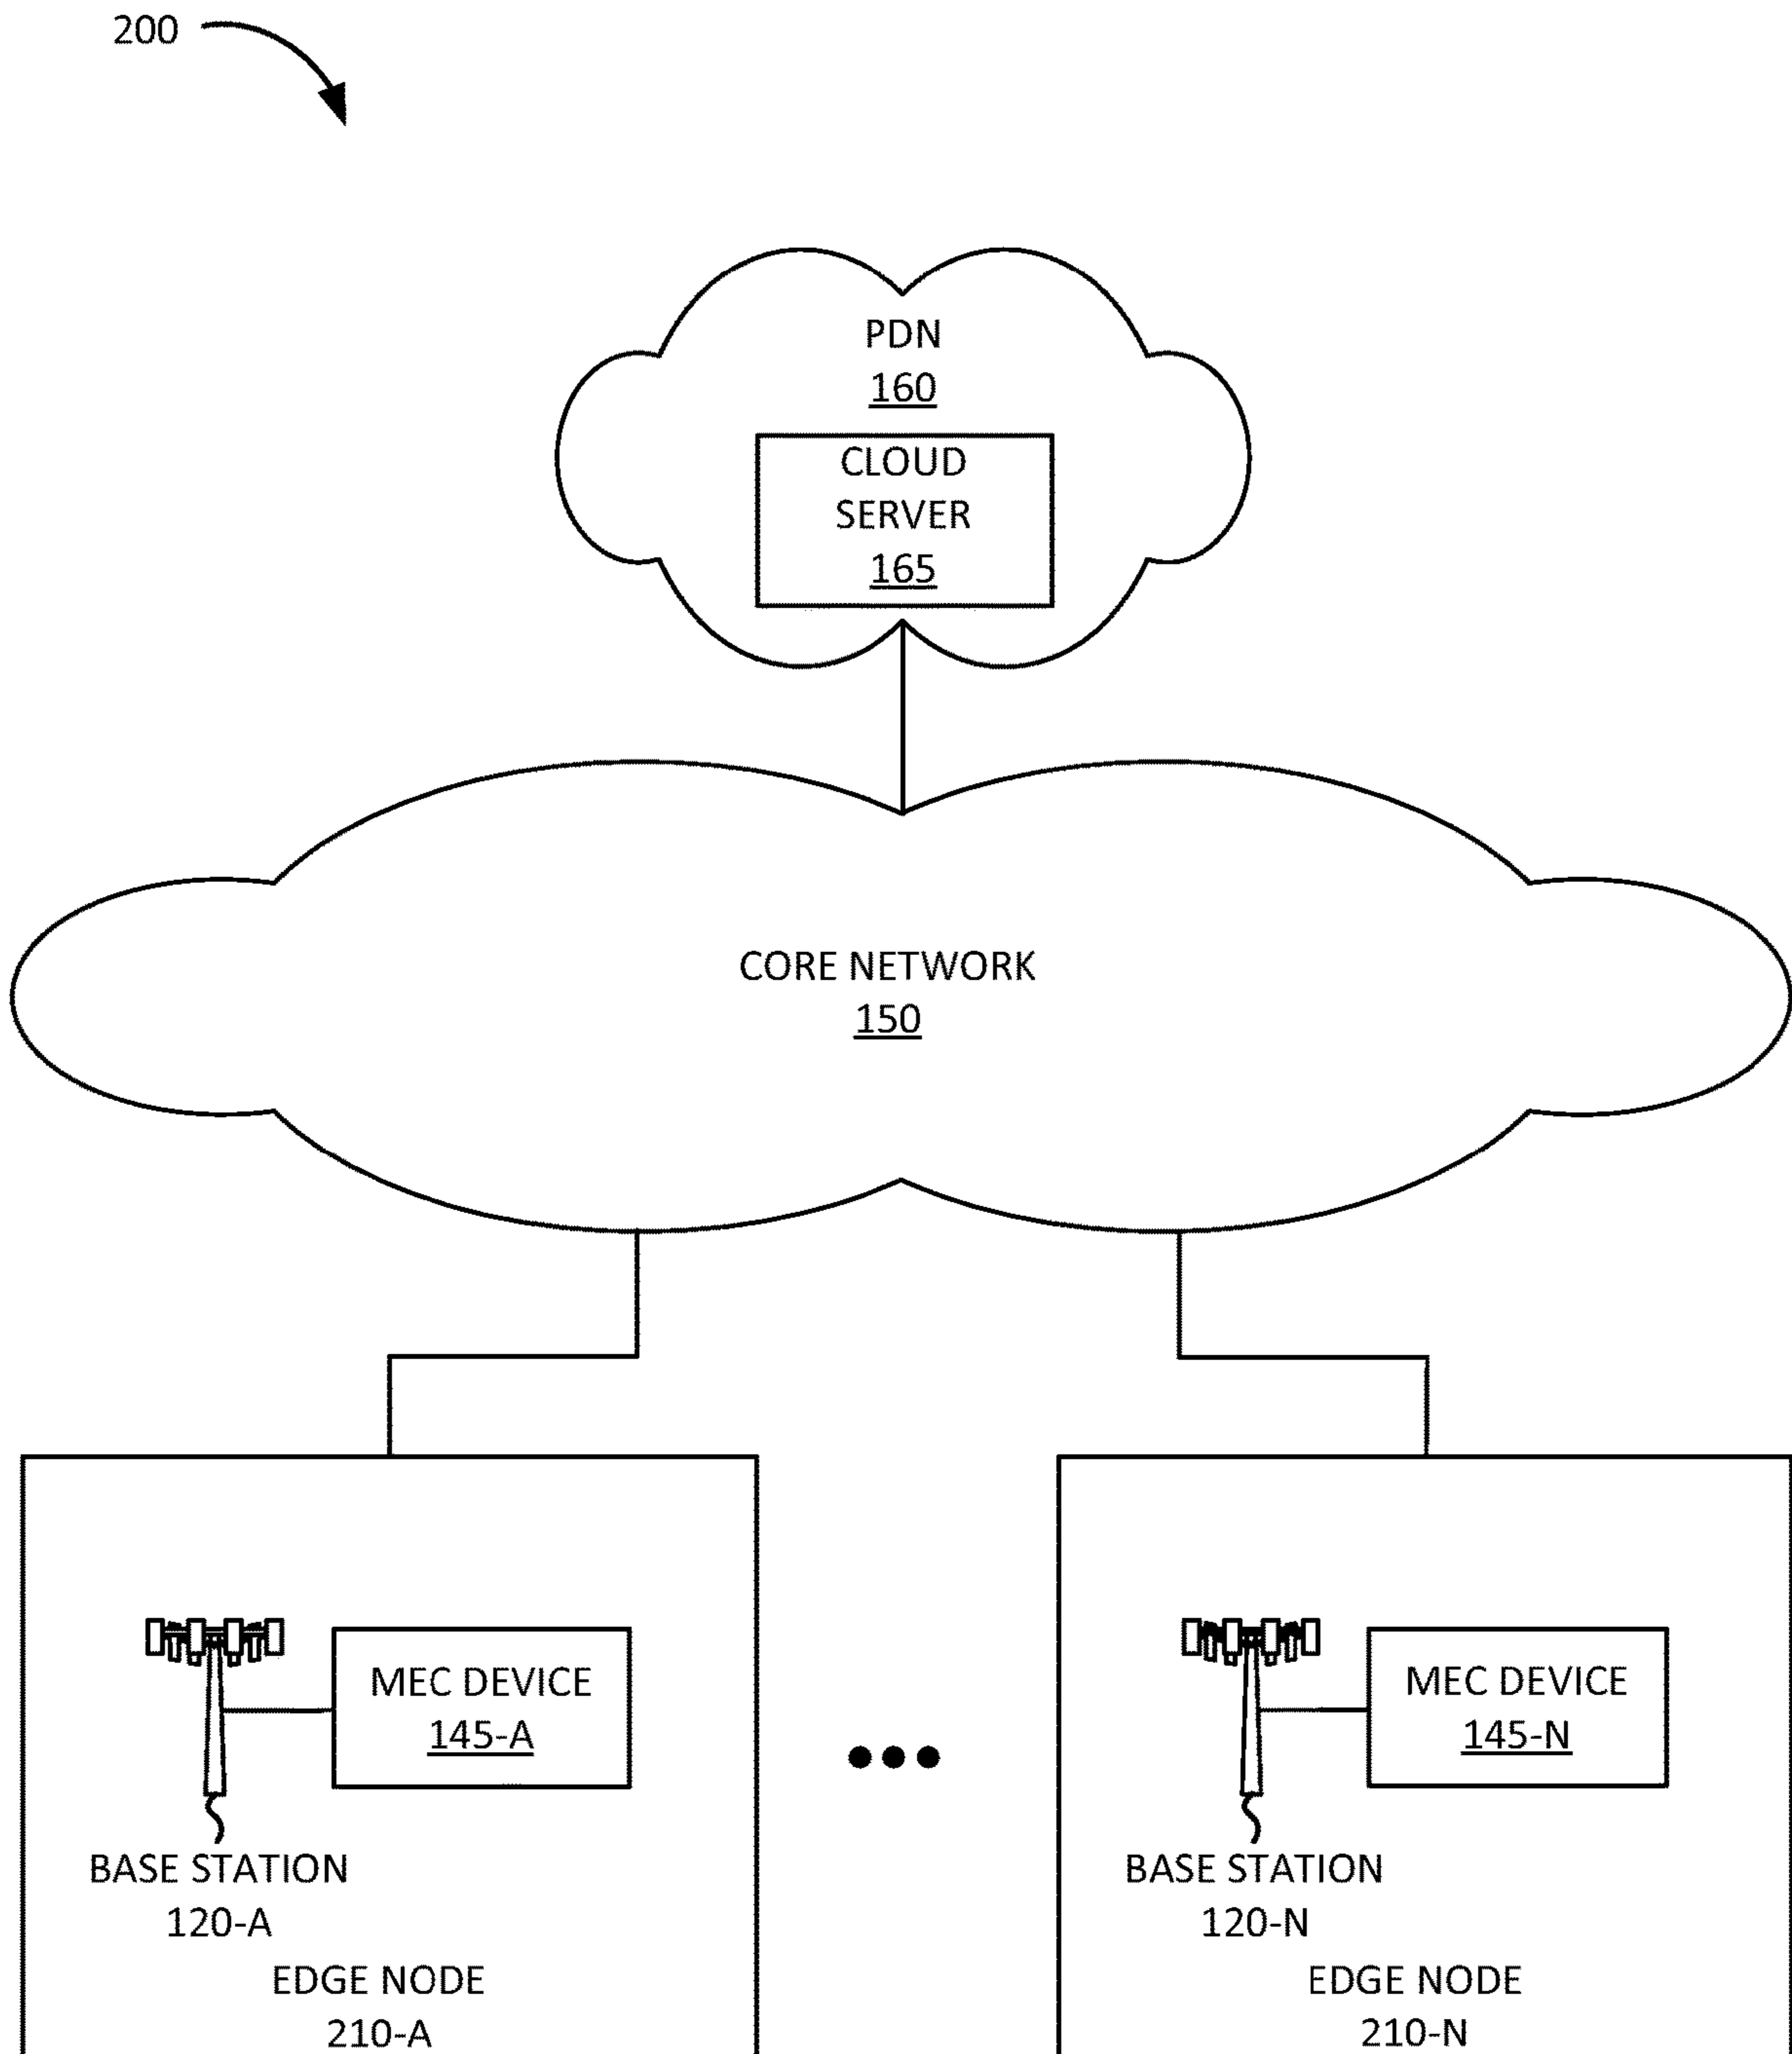 200
PDN
160
CLOUD
SERVER
165
CORE NETWORK
150
MEC DEVICE
145-A
BASE STATION
120-A
EDGE NODE
210-A
MEC DEVICE
145-N
BASE STATION
120-N
EDGE NODE
210-N